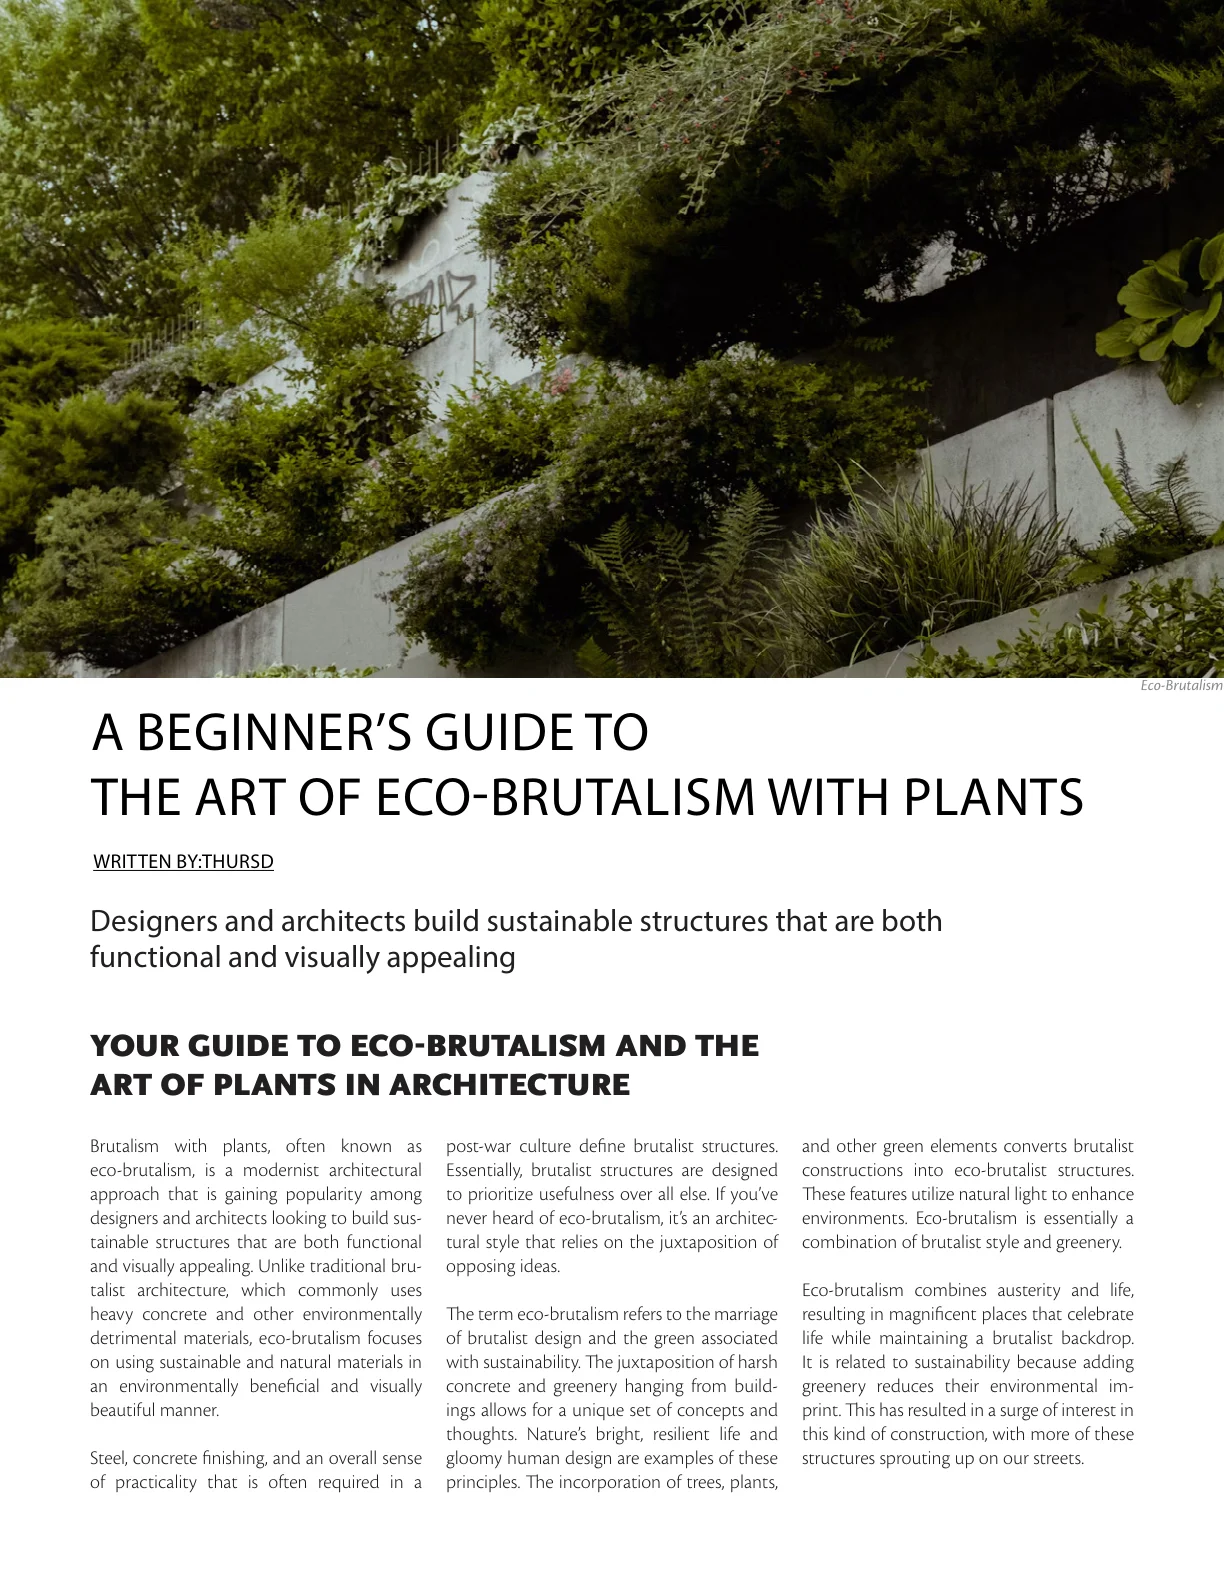 Eco-Brutalism
A BEGINNER’S GUIDE TO
THE ART OF ECO-BRUTALISM WITH PLANTS
WRITTEN BY:THURSD
Designers and architects build sustainable structures that are both
functional and visually appealing
YOUR GUIDE TO ECO-BRUTALISM AND THE
ART OF PLANTS IN ARCHITECTURE
Brutalism with plants, often known as
eco-brutalism, is a modernist architectural
approach that is gaining popularity among
designers and architects looking to build sus-
tainable structures that are both functional
and visually appealing. Unlike traditional bru-
talist architecture, which commonly uses
heavy concrete and other environmentally
detrimental materials, eco-brutalism focuses
on using sustainable and natural materials in
an environmentally beneficial and visually
beautiful manner.
Steel, concrete finishing, and an overall sense
of practicality that is often required in a
post-war culture define brutalist structures.
Essentially, brutalist structures are designed
to prioritize usefulness over all else. If you’ve
never heard of eco-brutalism, it’s an architec-
tural style that relies on the juxtaposition of
opposing ideas.
The term eco-brutalism refers to the marriage
of brutalist design and the green associated
with sustainability. The juxtaposition of harsh
concrete and greenery hanging from build-
ings allows for a unique set of concepts and
thoughts. Nature’s bright, resilient life and
gloomy human design are examples of these
principles. The incorporation of trees, plants,
and other green elements converts brutalist
constructions into eco-brutalist structures.
These features utilize natural light to enhance
environments. Eco-brutalism is essentially a
combination of brutalist style and greenery.
Eco-brutalism combines austerity and life,
resulting in magnificent places that celebrate
life while maintaining a brutalist backdrop.
It is related to sustainability because adding
greenery reduces their environmental im-
print. This has resulted in a surge of interest in
this kind of construction, with more of these
structures sprouting up on our streets.